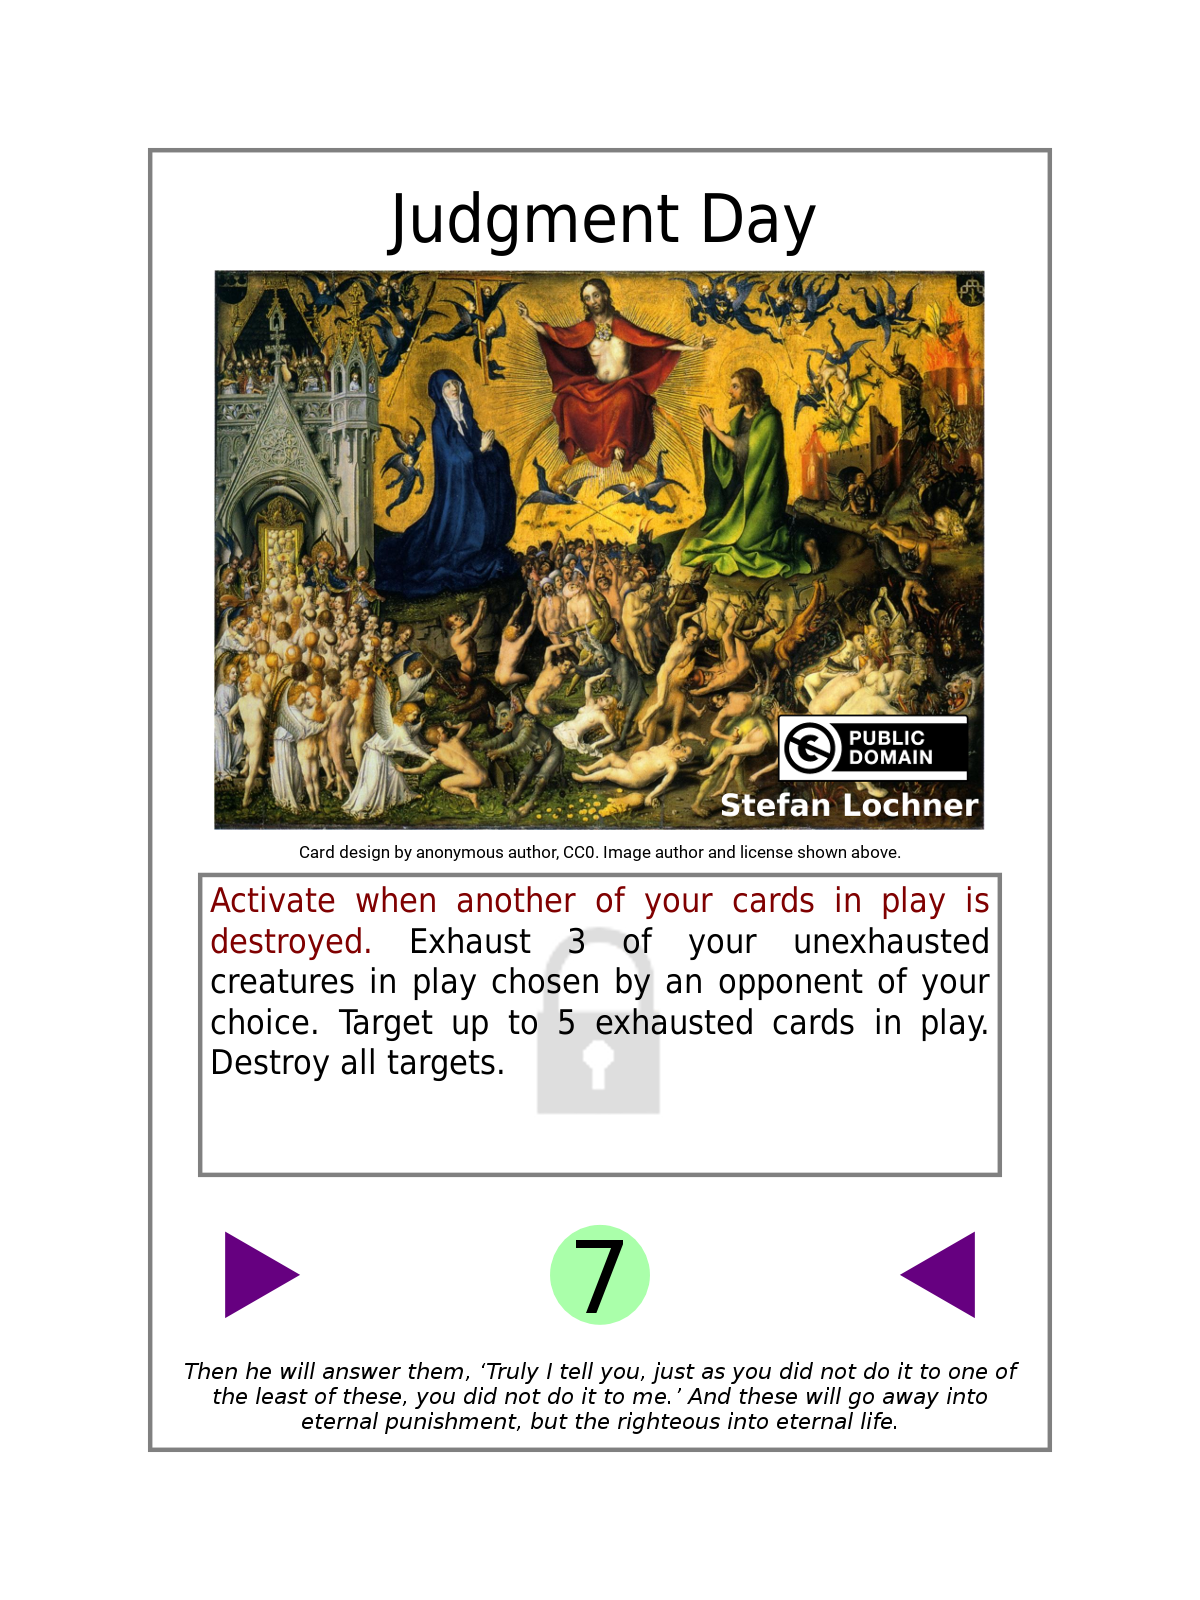 Judgment Day
PUBLIC
DOMAIN
Stefan Lochner
Card design by anonymous author, CC0. Image author and license shown above.
Activate when another of your cards in play is
destroyed. Exhaust 3 of your unexhausted
creatures in play chosen by an opponent of your
choice. Target up to 5 exhausted cards in play.
Destroy all targets.
7
Then he will answer them, ‘Truly I tell you, just as you did not do it to one of
the least of these, you did not do it to me.’ And these will go away into
eternal punishment, but the righteous into eternal life.